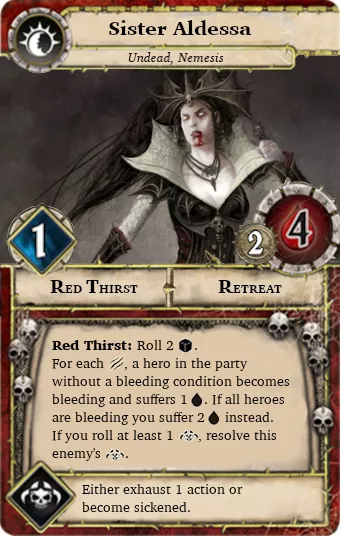 Sister Aldessa
Undead, Nemesis
1
2
4
RED THIRST
RETREAT
Red Thirst: Roll 2 .
For each , a hero in the party
without a bleeding condition becomes
bleeding and suffers 1 . If all heroes
are bleeding you suffer 2 instead.
If you roll at least 1 , resolve this
enemy's .
Either exhaust 1 action or
become sickened.